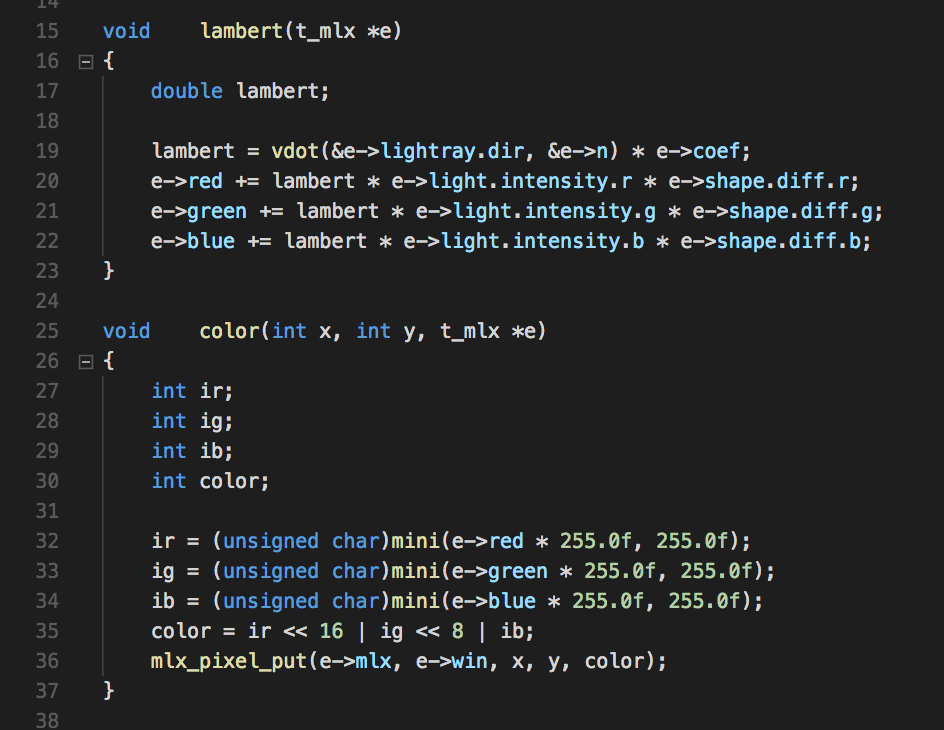 14
15 void    lambert(t_mlx *e)
16 {
17     double lambert;
18
19     lambert = vdot(&e->lightray.dir, &e->n) * e->coef;
20     e->red += lambert * e->light.intensity.r * e->shape.diff.r;
21     e->green += lambert * e->light.intensity.g * e->shape.diff.g;
22     e->blue += lambert * e->light.intensity.b * e->shape.diff.b;
23 }
24
25 void    color(int x, int y, t_mlx *e)
26 {
27     int ir;
28     int ig;
29     int ib;
30     int color;
31
32     ir = (unsigned char)mini(e->red * 255.0f, 255.0f);
33     ig = (unsigned char)mini(e->green * 255.0f, 255.0f);
34     ib = (unsigned char)mini(e->blue * 255.0f, 255.0f);
35     color = ir << 16 | ig << 8 | ib;
36     mlx_pixel_put(e->mlx, e->win, x, y, color);
37 }
38